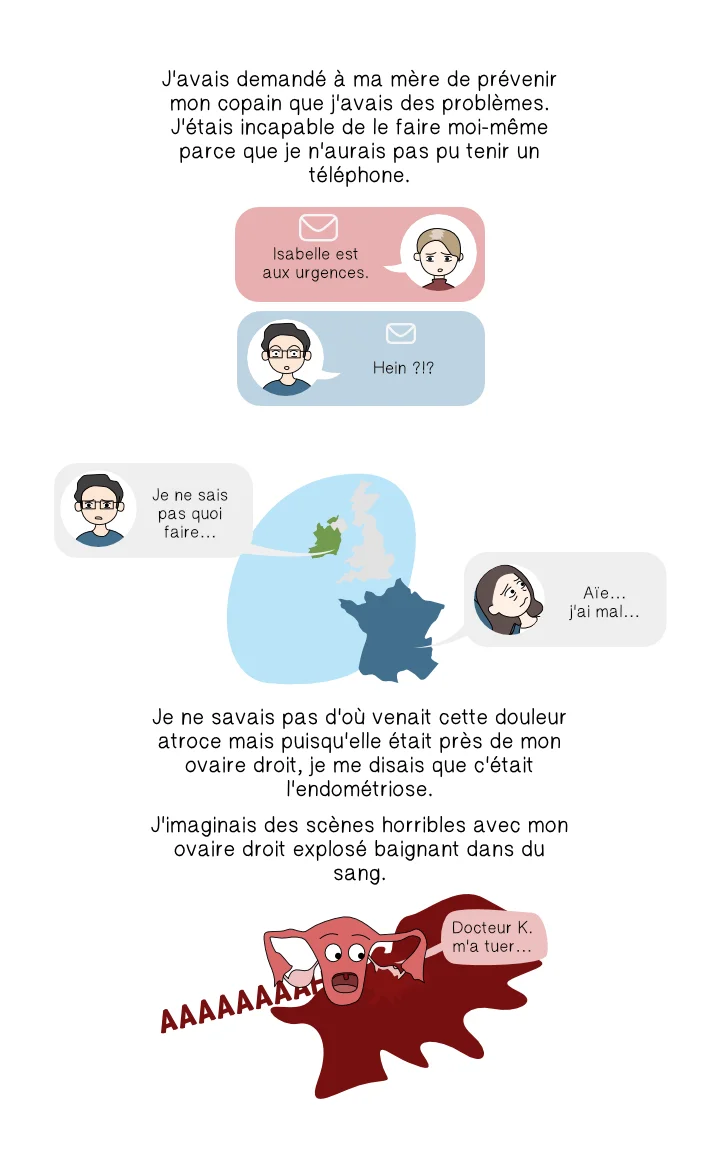 J'avais demandé à ma mère de prévenir
mon copain que j'avais des problèmes.
J'étais incapable de le faire moi-même
parce que je n'aurais pas pu tenir un
téléphone.
Isabelle est
aux urgences.
Hein ?!?
Je ne sais
pas quoi
faire...
Aïe...
j'ai mal...
Je ne savais pas d'où venait cette douleur
atroce mais puisqu'elle était près de mon
ovaire droit, je me disais que c'était
l'endométriose.
J'imaginais des scènes horribles avec mon
ovaire droit explosé baignant dans du
sang.
Docteur K.
m'a tuer...
AAAAAAAAH